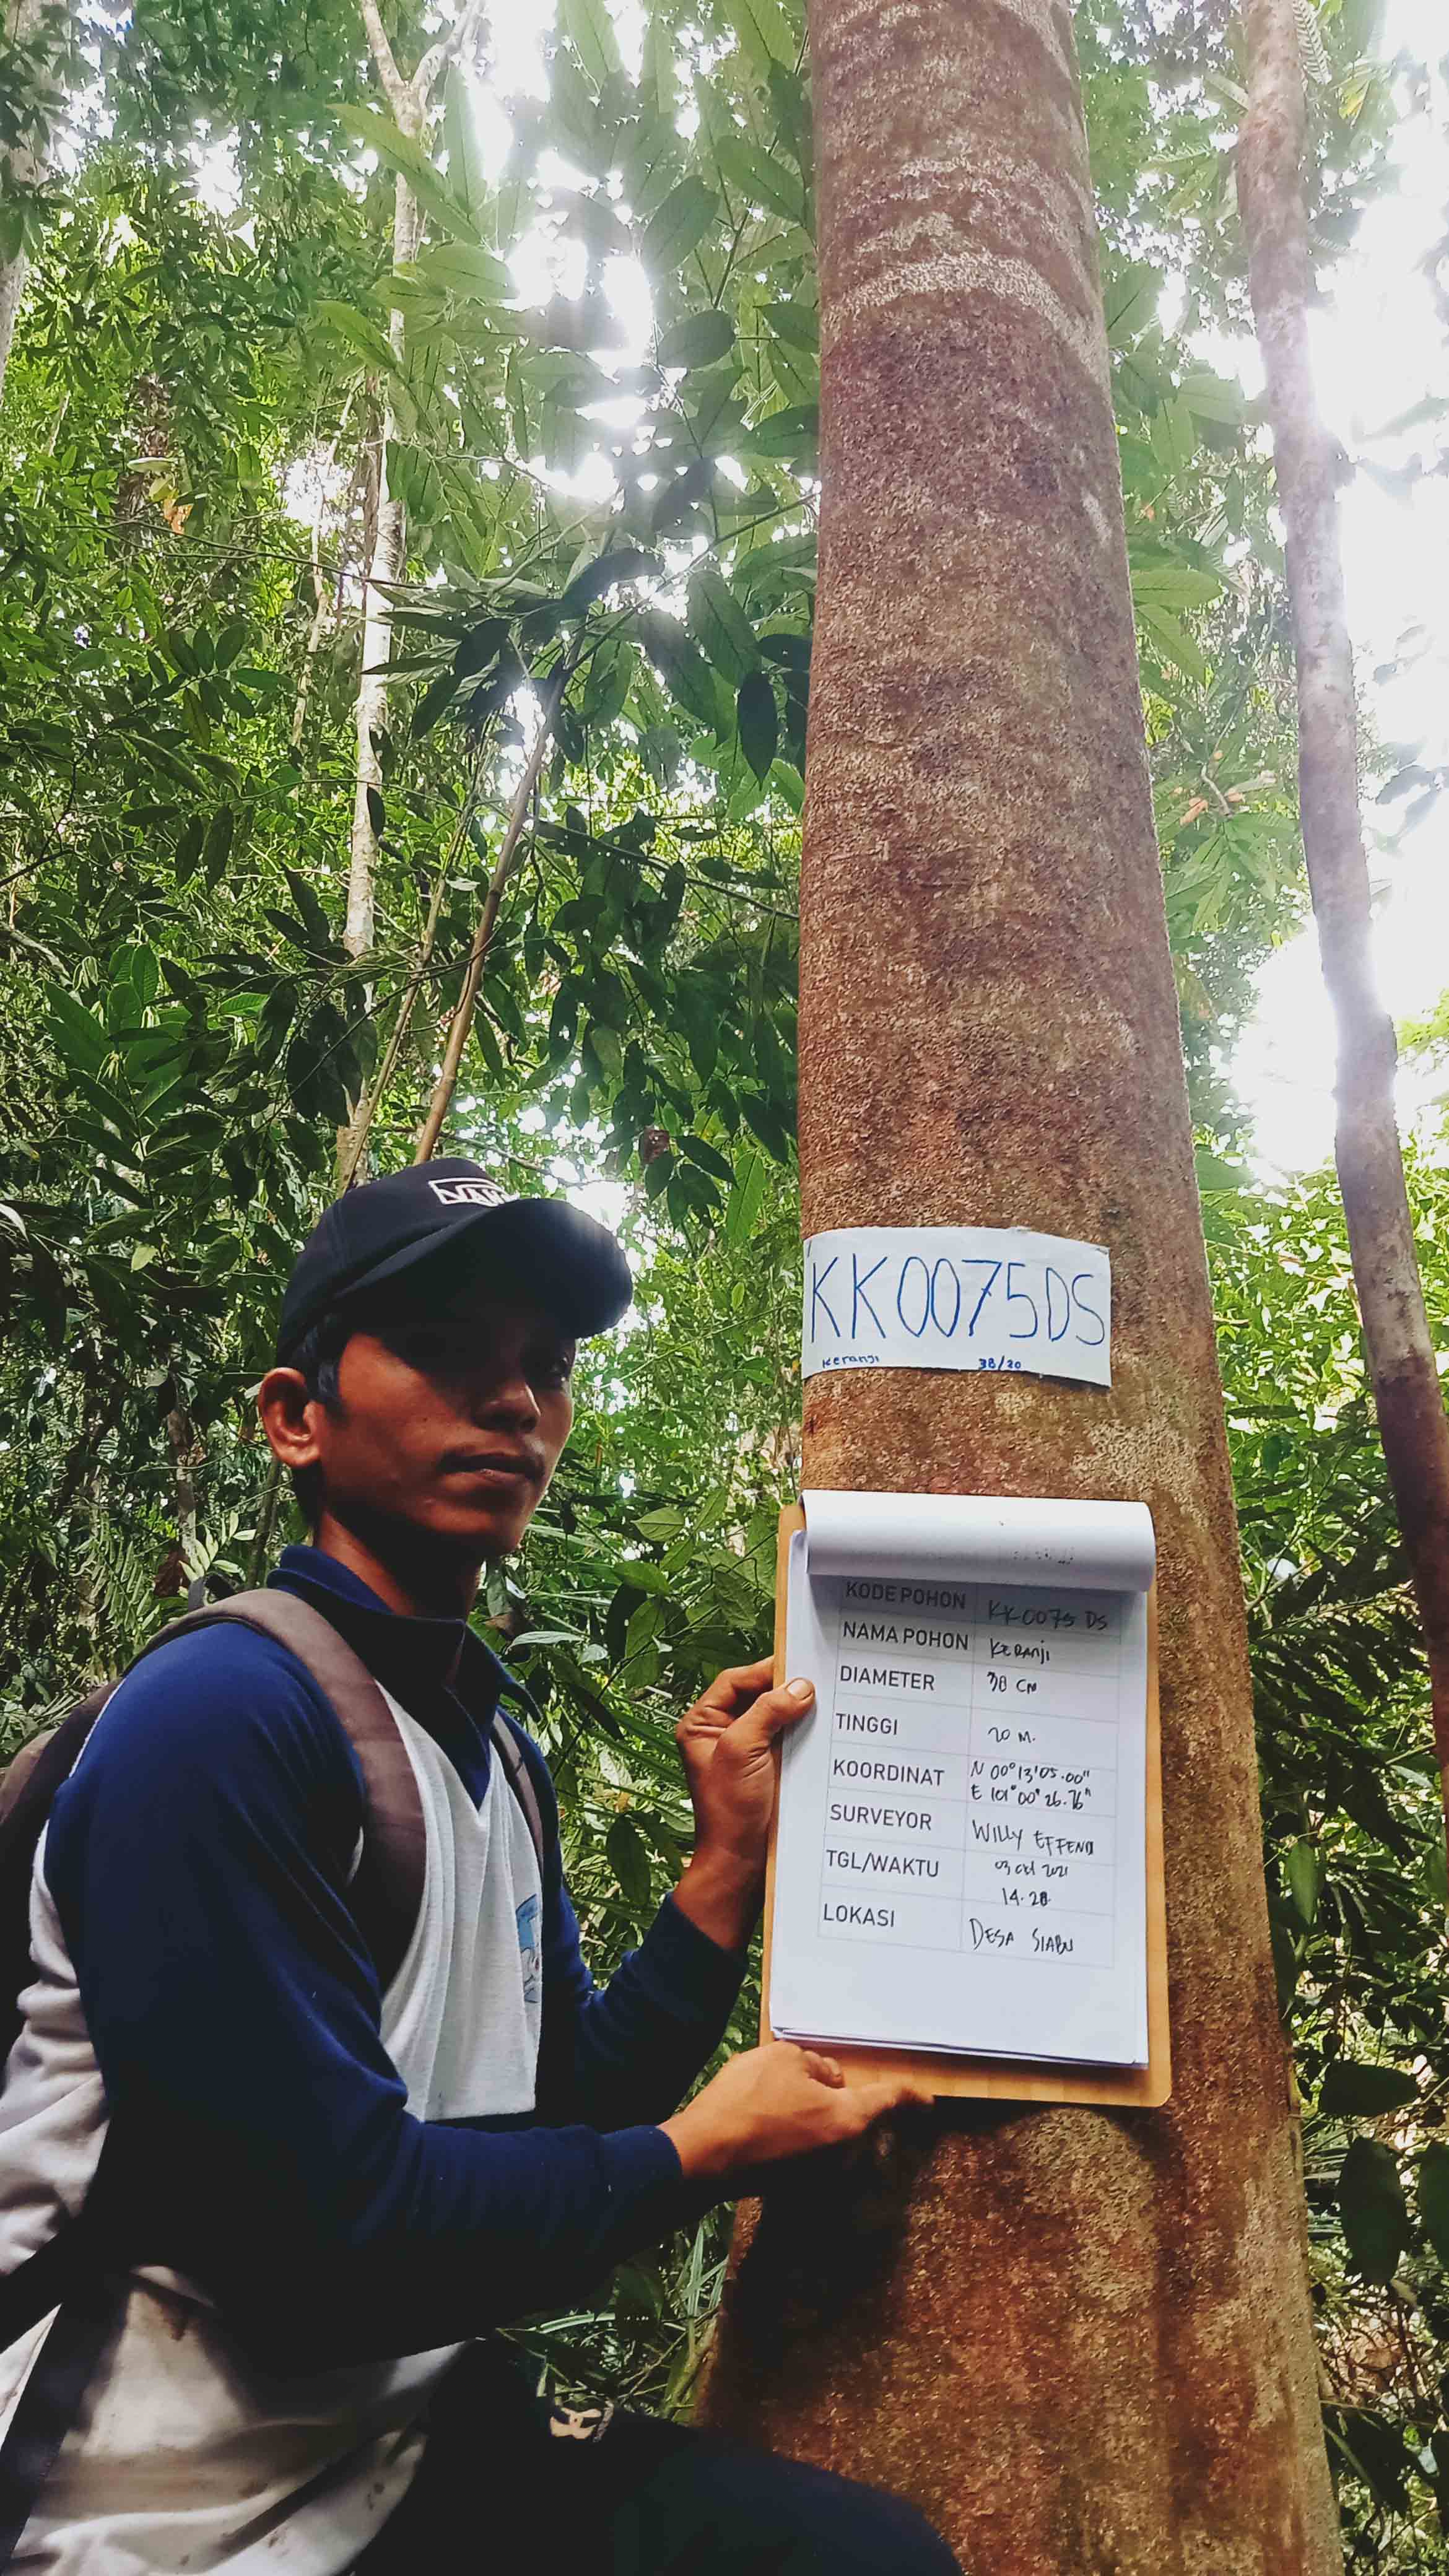 KK0075DS
Keranji 38/20
KODE POHON KK0075 DS
NAMA POHON KERANJI
DIAMETER 38 CM
TINGGI 20 M.
KOORDINAT N 00°13'05.00"
E 101°00'26.76"
SURVEYOR WILLY EFFENDI
TGL/WAKTU 03 Okt 2021
14.28
LOKASI DESA SIABU